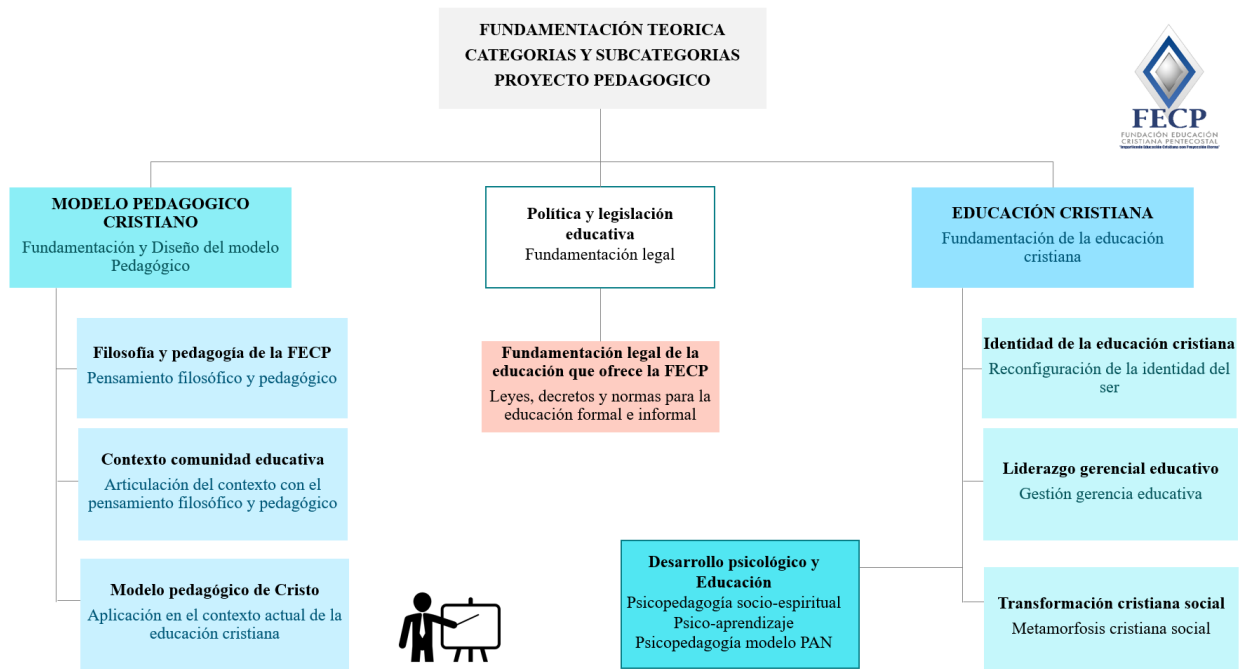 FUNDAMENTACIÓN TEORICA
CATEGORIAS Y SUBCATEGORIAS
PROYECTO PEDAGOGICO
FECP
FUNDACIÓN EDUCACIÓN
CRISTIANA PENTECOSTAL
MODELO PEDAGOGICO
CRISTIANO
Fundamentación y Diseño del modelo
Pedagógico
Política y legislación
educativa
Fundamentación legal
EDUCACIÓN CRISTIANA
Fundamentación de la educación
cristiana
Filosofía y pedagogía de la FECP
Pensamiento filosófico y pedagógico
Contexto comunidad educativa
Articulación del contexto con el
pensamiento filosófico y pedagógico
Modelo pedagógico de Cristo
Aplicación en el contexto actual de la
educación cristiana
Fundamentación legal de la
educación que ofrece la FECP
Leyes, decretos y normas para la
educación formal e informal
Identidad de la educación cristiana
Reconfiguración de la identidad del
ser
Liderazgo gerencial educativo
Gestión gerencia educativa
Desarrollo psicológico y
Educación
Psicopedagogía socio-espiritual
Psico-aprendizaje
Psicopedagogía modelo PAN
Transformación cristiana social
Metamorfosis cristiana social